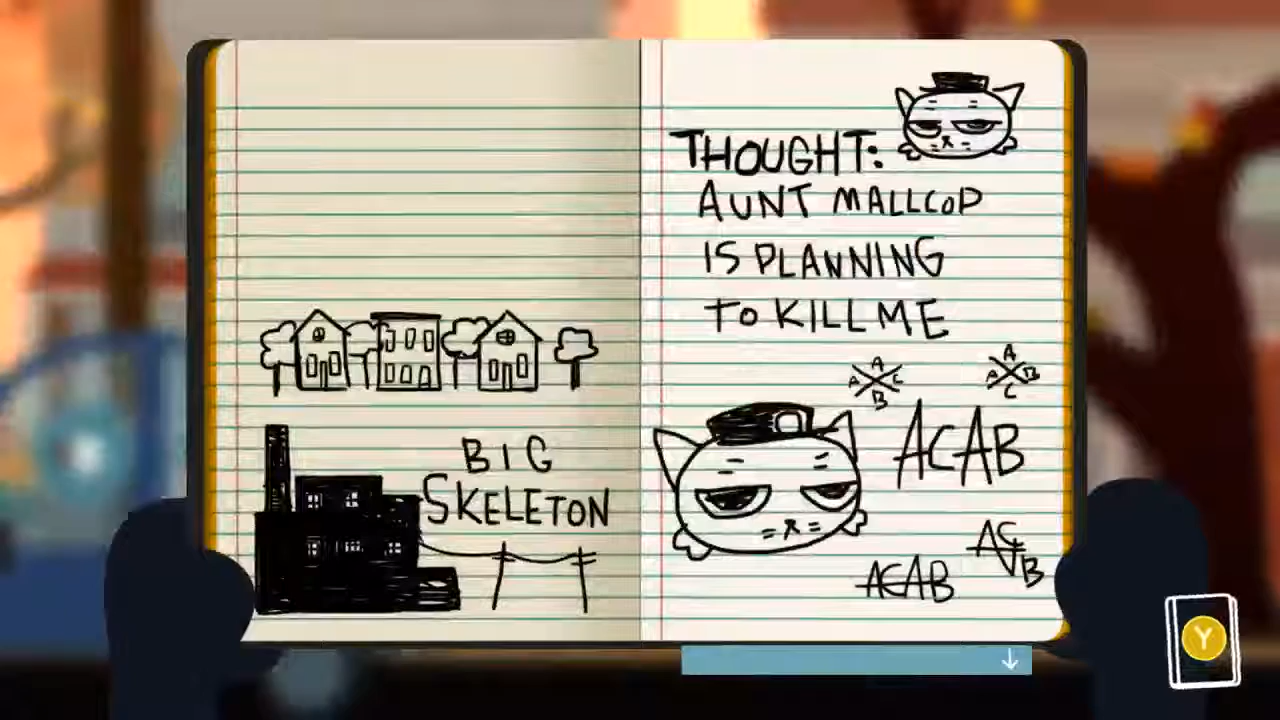 BIG
SKELETON
THOUGHT:
AUNT MALLCOP
IS PLANNING
TO KILL ME
A
A C
B
A
A B
C
ACAB
ACAB
ACAB
Y